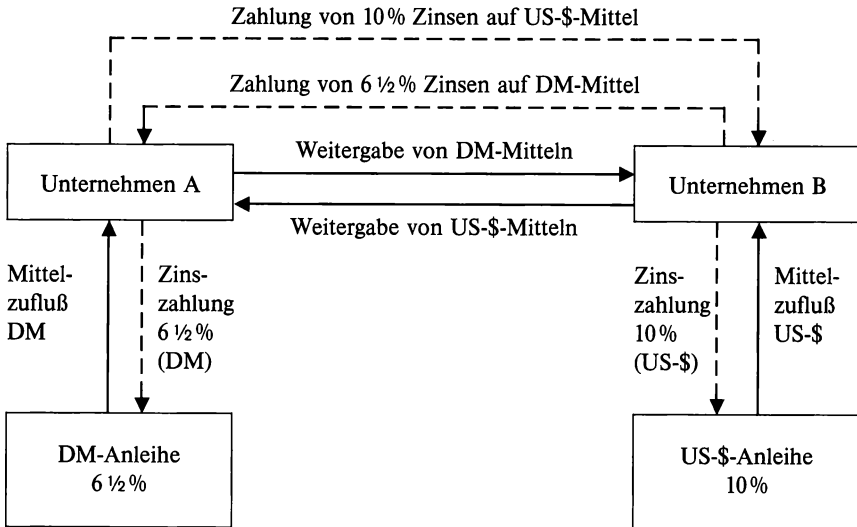 Zahlung von 10% Zinsen auf US-$-Mittel
Zahlung von 6 ½% Zinsen auf DM-Mittel
Unternehmen A
Weitergabe von DM-Mitteln
Weitergabe von US-$-Mitteln
Unternehmen B
Mittel-
zufluß
DM
Zins-
zahlung
6 ½%
(DM)
Zins-
zahlung
10%
(US-$)
Mittel-
zufluß
US-$
DM-Anleihe
6 ½%
US-$-Anleihe
10%